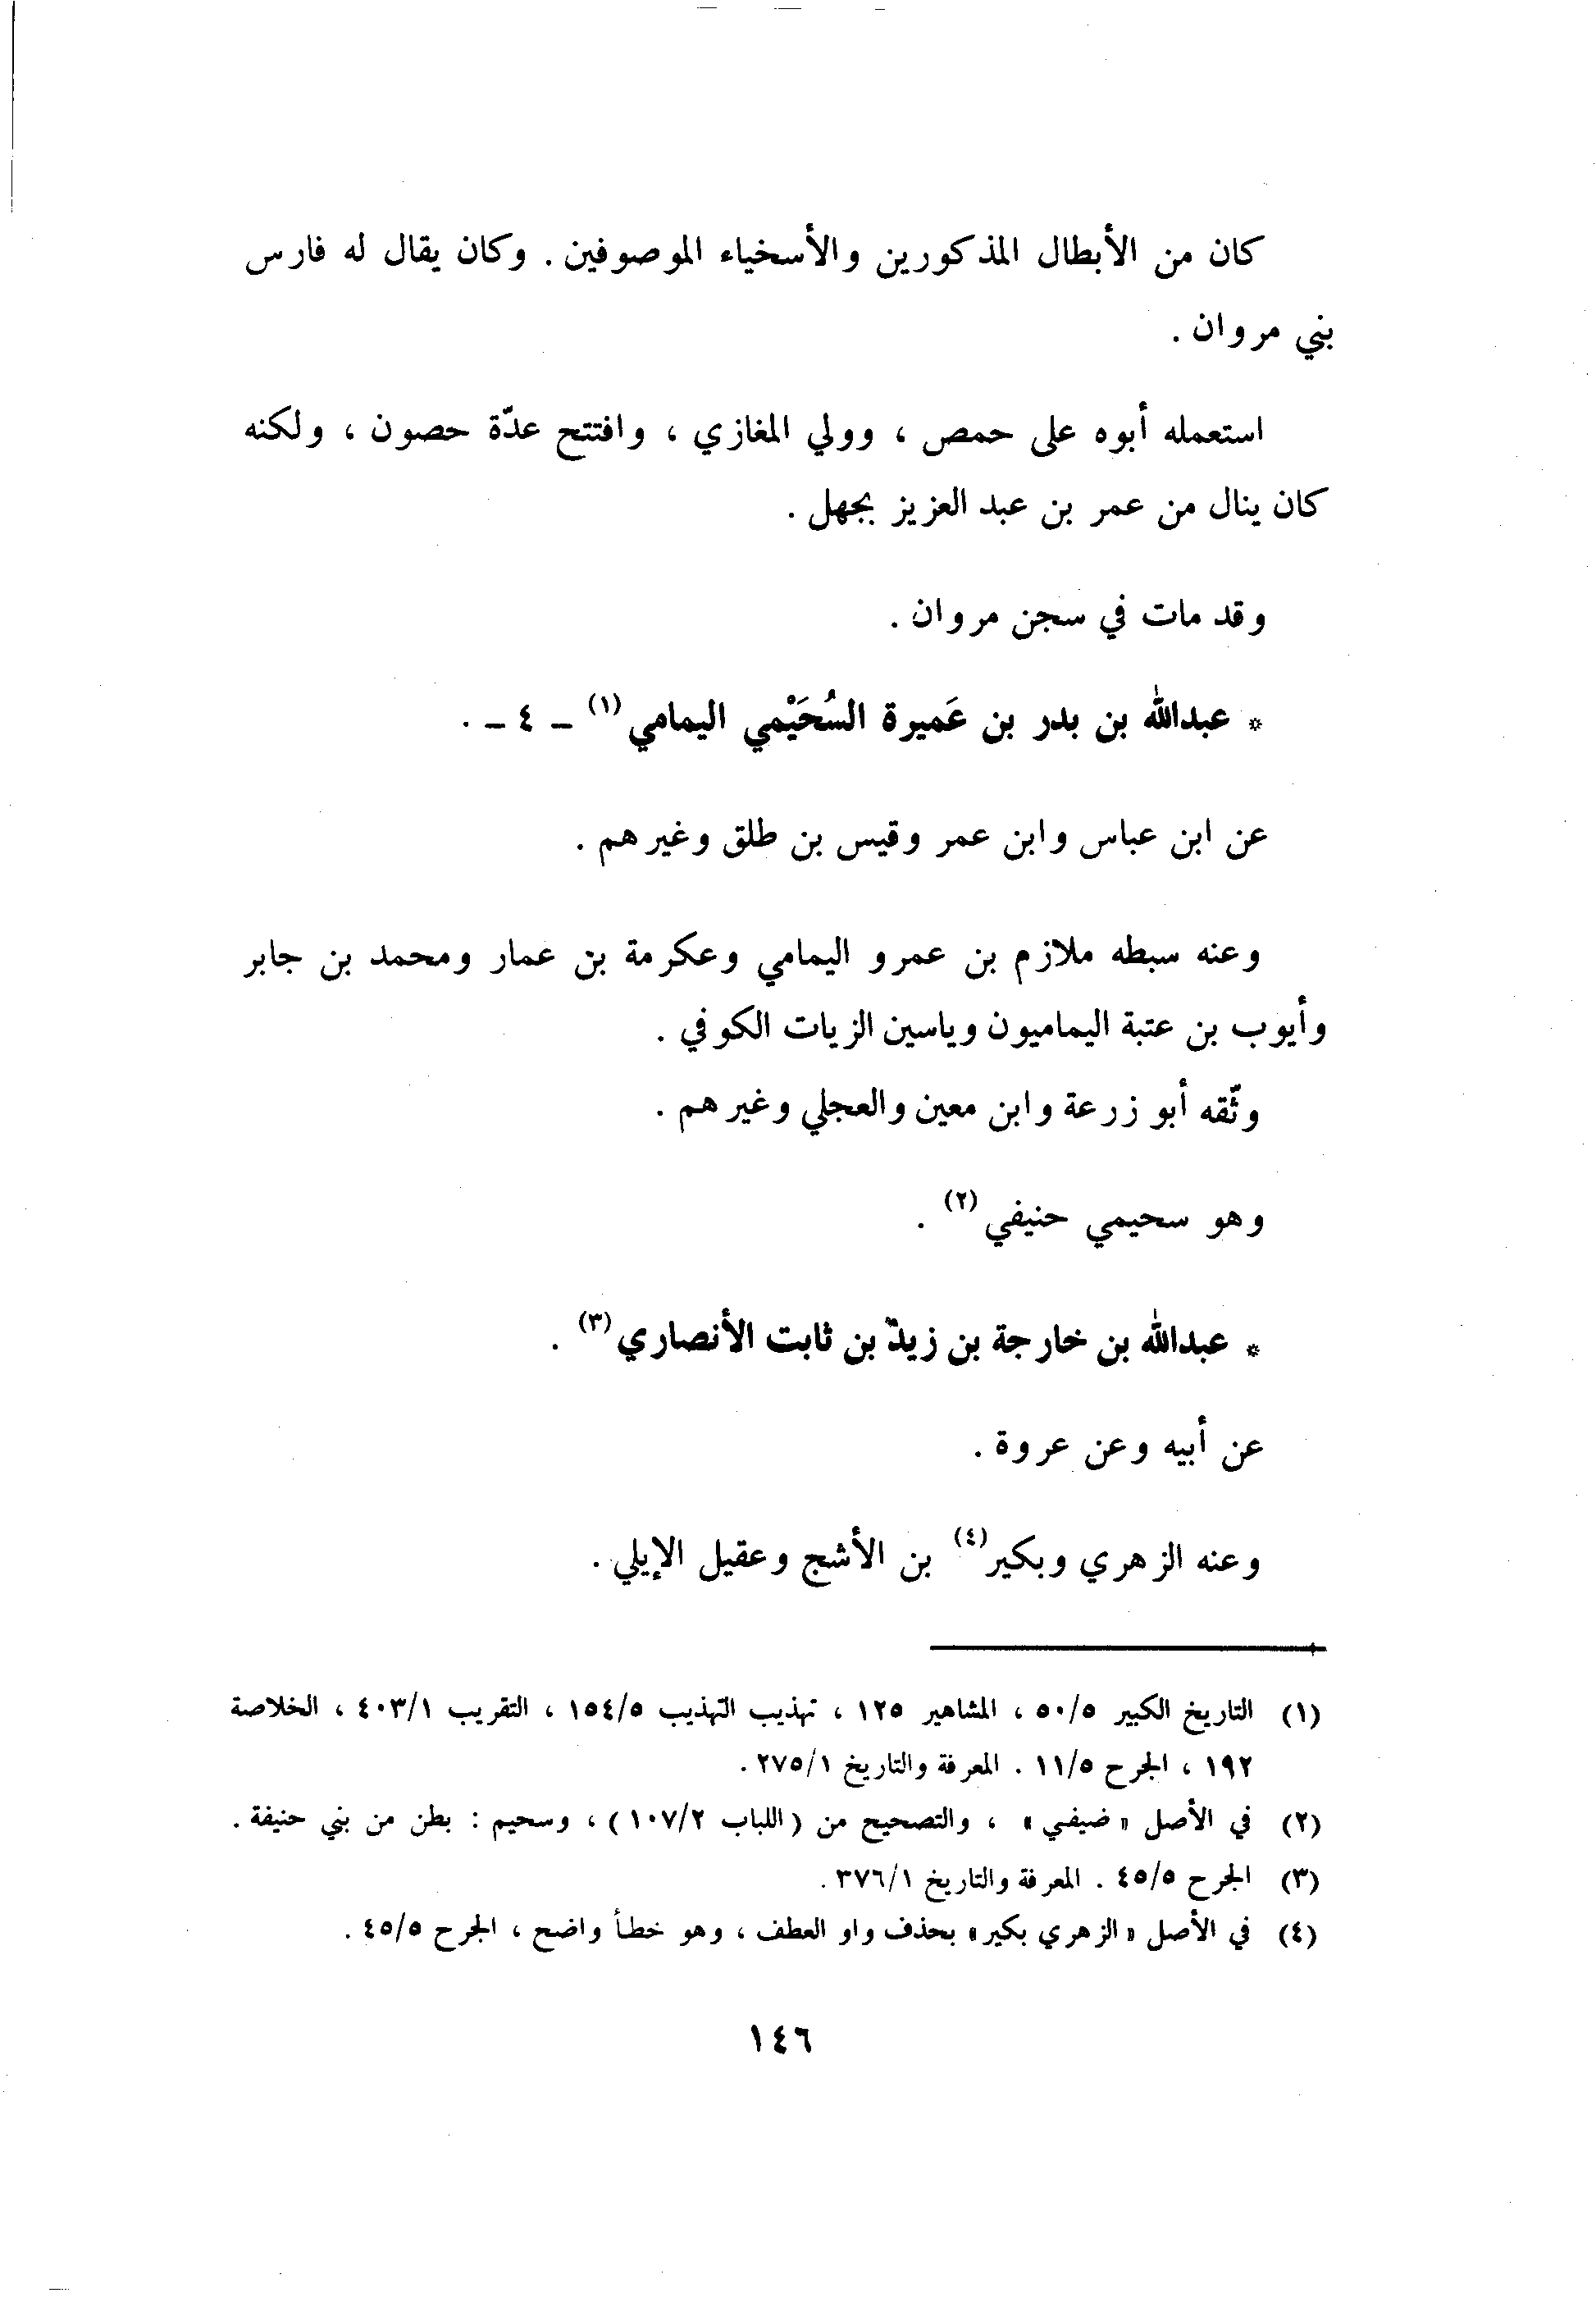 كان من الأبطال المذكورين والأسخياء الموصوفين . وكان يقال له فارس
بني مروان .
استعمله أبوه على حمص ، وولي المغازي ، وافتتح عدّة حصون ، ولكنه
كان ينال من عمر بن عبد العزيز بجهل .
وقد مات في سجن مروان .
* عبدالله بن بدر بن عَميرة السُحَيْمي اليمامي (١) – ٤ – .
عن ابن عباس وابن عمر وقيس بن طلق وغيرهم .
وعنه سبطه ملازم بن عمرو اليمامي وعكرمة بن عمار ومحمد بن جابر
وأيوب بن عتبة اليماميون وياسين الزيات الكوفي .
وثّقه أبو زرعة وابن معين والعجلي وغيرهم .
وهو سحيمي حنيفي (٢) .
* عبدالله بن خارجة بن زيد بن ثابت الأنصاري (٣) .
عن أبيه وعن عروة .
وعنه الزهري وبكير (٤) بن الأشج وعقيل الإيلي .
(١) التاريخ الكبير ٥٠/٥ ، المشاهير ١٢٥ ، تهذيب التهذيب ١٥٤/٥ ، التقريب ٤٠٣/١ ، الخلاصة
١٩٢ ، الجرح ١١/٥ . المعرفة والتاريخ ٢٧٥/١ .
(٢) في الأصل « ضيفي » ، والتصحيح من ( اللباب ١٠٧/٢ ) ، وسحيم : بطن من بني حنيفة .
(٣) الجرح ٤٥/٥ . المعرفة والتاريخ ٣٧٦/١ .
(٤) في الأصل « الزهري بكير » بحذف واو العطف ، وهو خطأ واضح ، الجرح ٤٥/٥ .
١٤٦